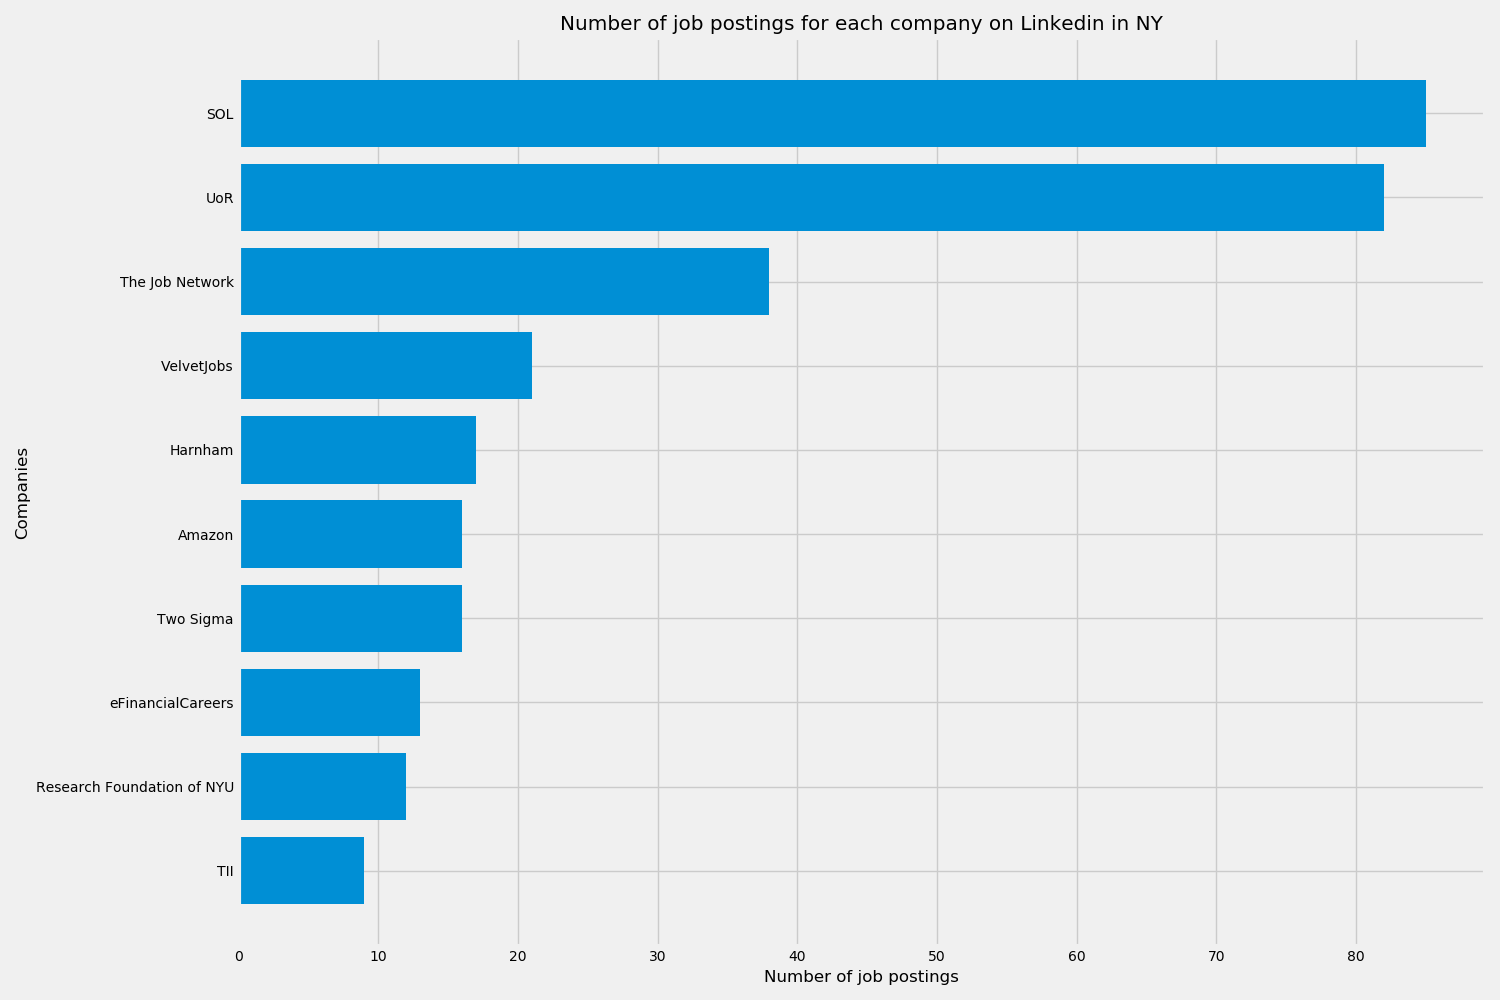 Number of job postings for each company on Linkedin in NY
SOL
UoR
The Job Network
VelvetJobs
Harnham
Amazon
Two Sigma
eFinancialCareers
Research Foundation of NYU
TII
Companies
0 10 20 30 40 50 60 70 80
Number of job postings